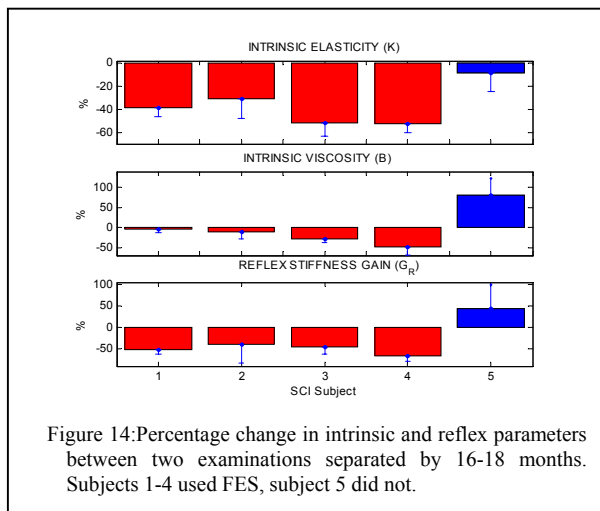 INTRINSIC ELASTICITY (K)
0
-20
-40
-60
%
INTRINSIC VISCOSITY (B)
100
50
0
-50
%
REFLEX STIFFNESS GAIN (G_R)
100
50
0
-50
%
1 2 3 4 5
SCI Subject
Figure 14:Percentage change in intrinsic and reflex parameters
between two examinations separated by 16-18 months.
Subjects 1-4 used FES, subject 5 did not.